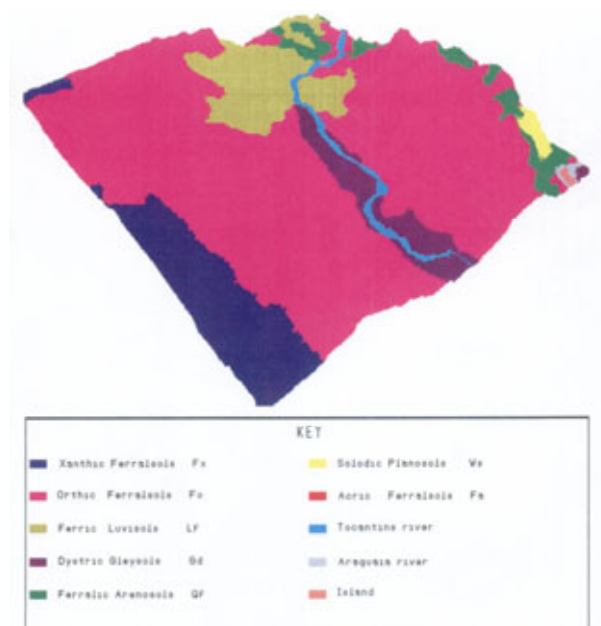 KEY
Xanthic Ferralsols Fx
Orthic Ferralsols Fo
Ferric Luvisols Lf
Dystric Gleysols Gd
Ferralic Arenosols Qf
Solodic Planosols Ws
Acric Ferralsols Fa
Tocantins river
Araguaia river
Island